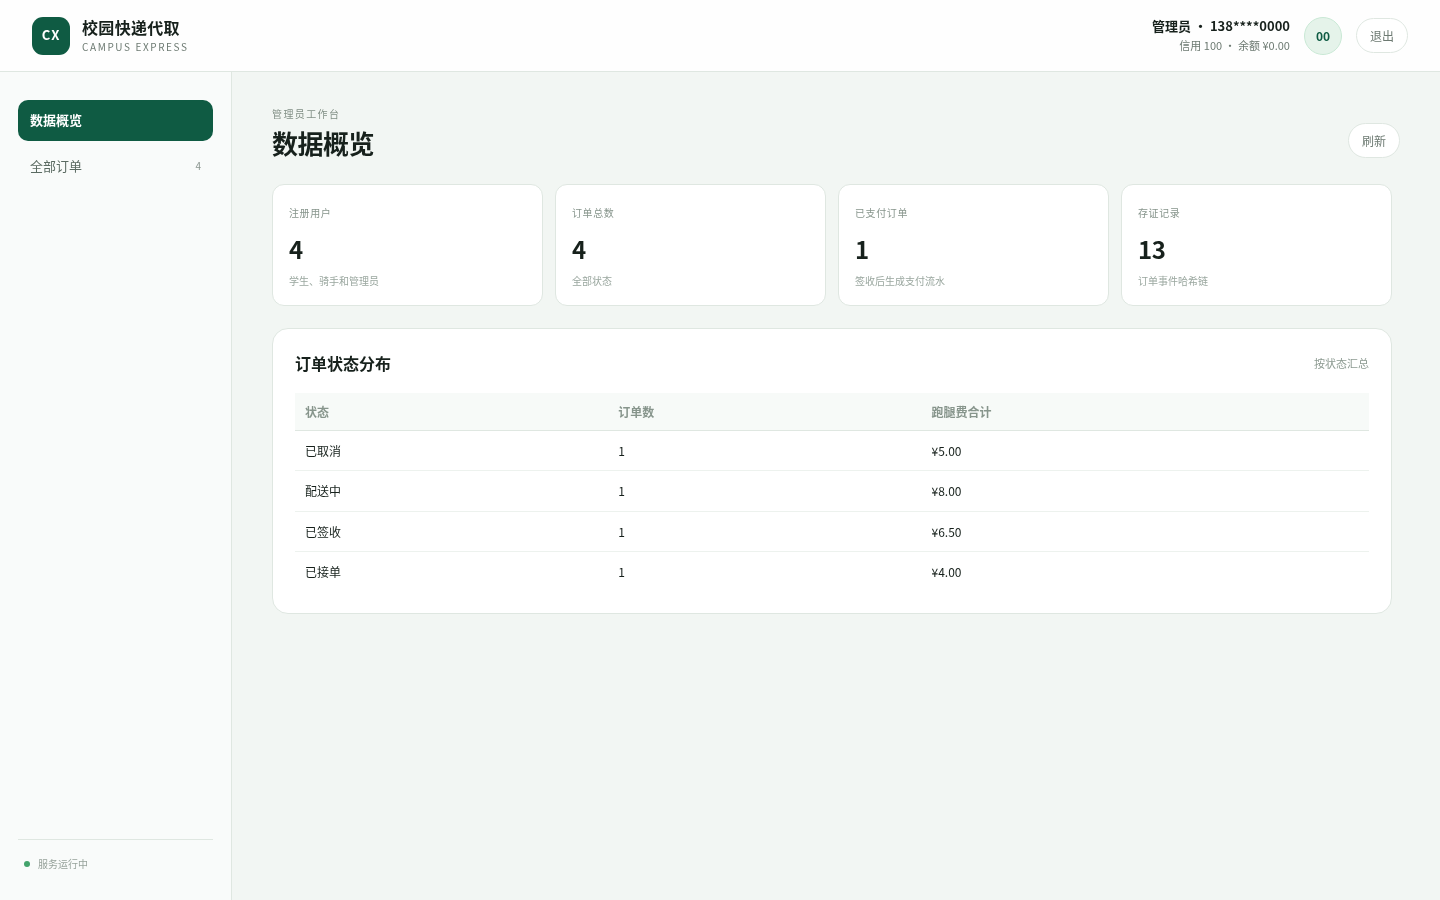 CX
校园快递代取
CAMPUS EXPRESS
管理员 · 138****0000
信用 100 · 余额 ¥0.00
00
退出
数据概览
全部订单 4
服务运行中
管理员工作台
数据概览
刷新
注册用户
4
学生、骑手和管理员
订单总数
4
全部状态
已支付订单
1
签收后生成支付流水
存证记录
13
订单事件哈希链
订单状态分布
按状态汇总
状态 订单数 跑腿费合计
已取消 1 ¥5.00
配送中 1 ¥8.00
已签收 1 ¥6.50
已接单 1 ¥4.00